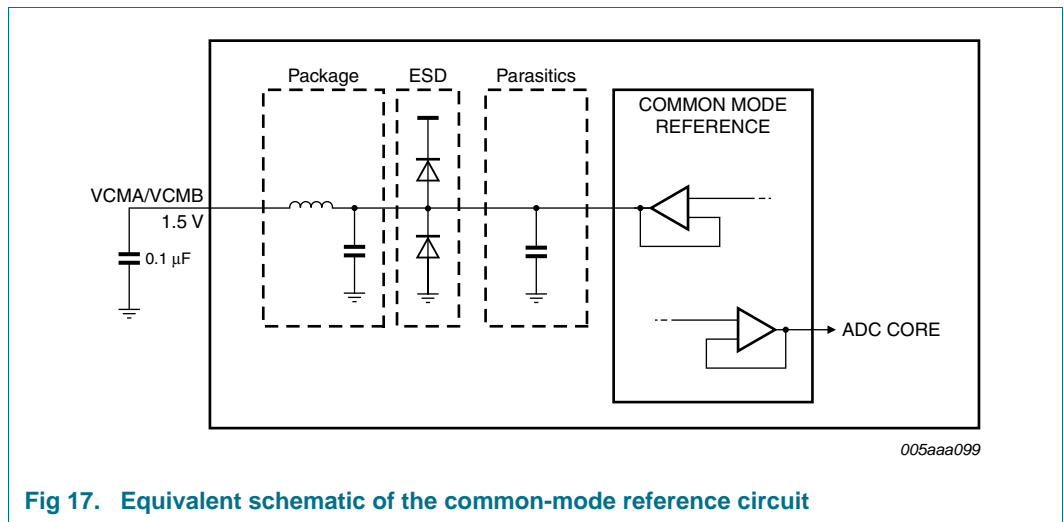 Package
ESD
Parasitics
COMMON MODE
REFERENCE
VCMA/VCMB
1.5 V
0.1 μF
ADC CORE
005aaa099
Fig 17. Equivalent schematic of the common-mode reference circuit